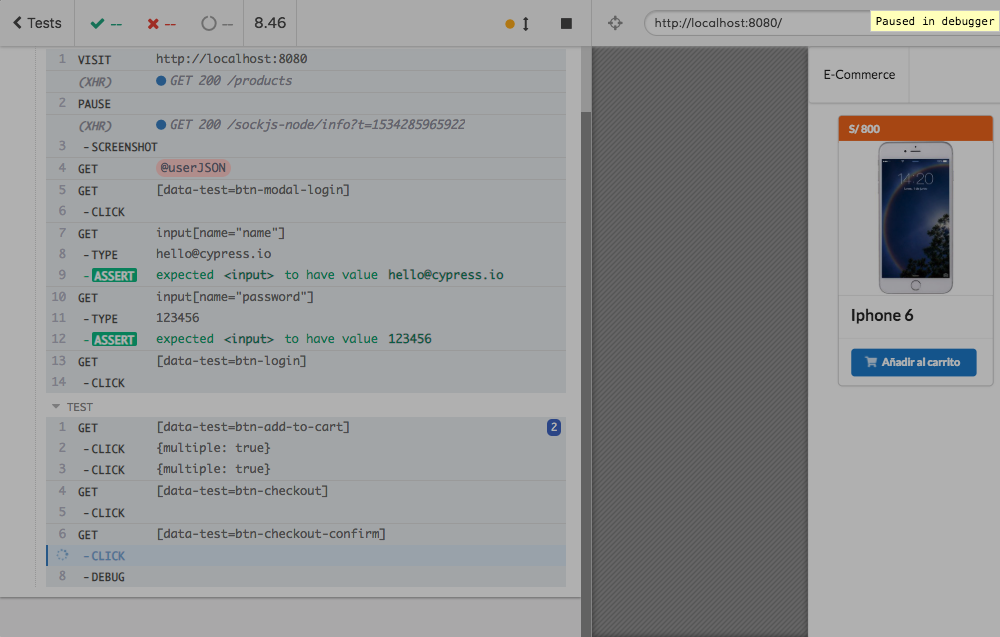 Tests
--
--
--
8.46
http://localhost:8080/
Paused in debugger
1 VISIT http://localhost:8080
(XHR) GET 200 /products
2 PAUSE
(XHR) GET 200 /sockjs-node/info?t=1534285965922
3 -SCREENSHOT
4 GET @userJSON
5 GET [data-test=btn-modal-login]
6 -CLICK
7 GET input[name="name"]
8 -TYPE hello@cypress.io
9 -ASSERT expected <input> to have value hello@cypress.io
10 GET input[name="password"]
11 -TYPE 123456
12 -ASSERT expected <input> to have value 123456
13 GET [data-test=btn-login]
14 -CLICK
TEST
1 GET [data-test=btn-add-to-cart] 2
2 -CLICK {multiple: true}
3 -CLICK {multiple: true}
4 GET [data-test=btn-checkout]
5 -CLICK
6 GET [data-test=btn-checkout-confirm]
-CLICK
8 -DEBUG
E-Commerce
S/ 800
14:20
Iphone 6
Añadir al carrito